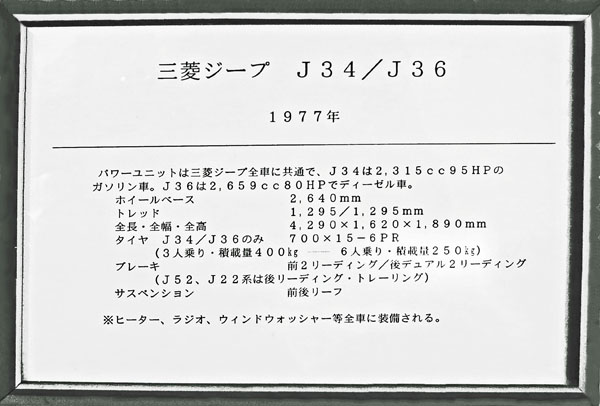 三菱ジープ　Ｊ３４／Ｊ３６
１９７７年
パワーユニットは三菱ジープ全車に共通で、Ｊ３４は２,３１５ｃｃ９５ＨＰの
ガソリン車。Ｊ３６は２,６５９ｃｃ８０ＨＰでディーゼル車。
ホイールベース　２,６４０mm
トレッド　１,２９５／１,２９５mm
全長・全幅・全高　４,２９０×１,６２０×１,８９０mm
タイヤ　Ｊ３４／Ｊ３６のみ　７００×１５−６ＰＲ
(３人乗り・積載量４００㎏ ── ６人乗り・積載量２５０㎏)
ブレーキ　前２リーディング／後デュアル２リーディング
(Ｊ５２、Ｊ２２系は後リーディング・トレーリング)
サスペンション　前後リーフ
※ヒーター、ラジオ、ウィンドウォッシャー等全車に装備される。